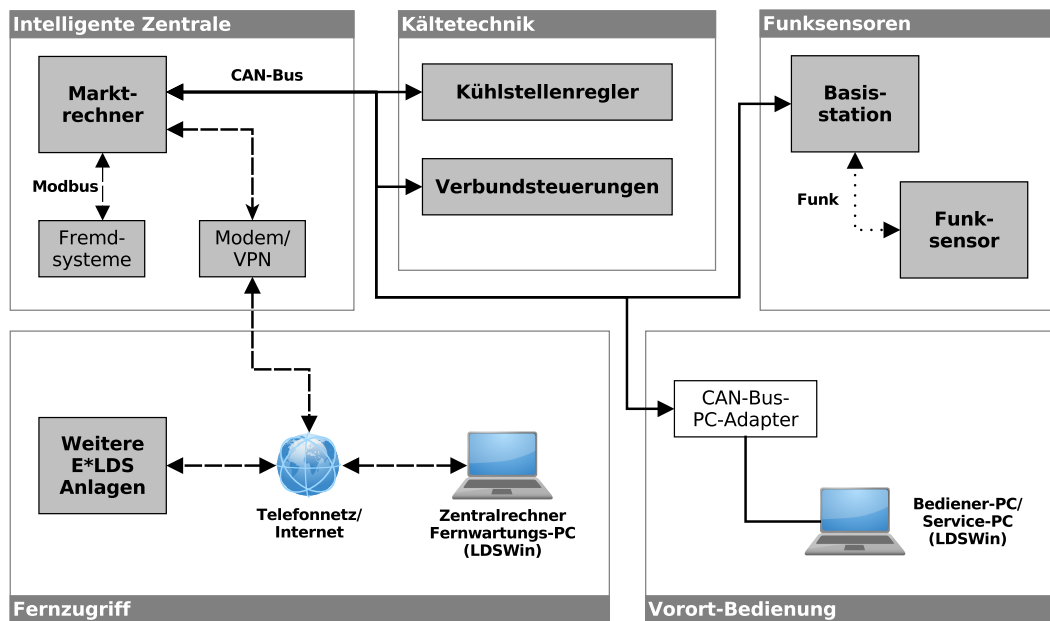 Intelligente Zentrale
Markt-
rechner
CAN-Bus
Modbus
Fremd-
systeme
Modem/
VPN
Kältetechnik
Kühlstellenregler
Verbundsteuerungen
Funksensoren
Basis-
station
Funk
Funk-
sensor
Weitere
E*LDS
Anlagen
Telefonnetz/
Internet
Zentralrechner
Fernwartungs-PC
(LDSWin)
Fernzugriff
CAN-Bus-
PC-Adapter
Bediener-PC/
Service-PC
(LDSWin)
Vorort-Bedienung